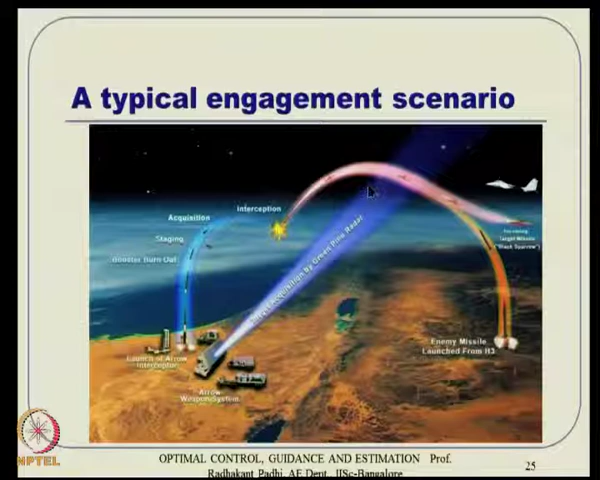 A typical engagement scenario
Interception
Acquisition
Staging
Booster Burn Out
Target Acquisition By Green Pine Radar
Target Missile
("Black Sparrow")
Launch of Arrow
Interceptor
Arrow
Weapon System
Enemy Missile
Launched From H3
NPTEL
OPTIMAL CONTROL, GUIDANCE AND ESTIMATION Prof.
Radhakant Padhi, AE Dept., IISc-Bangalore
25